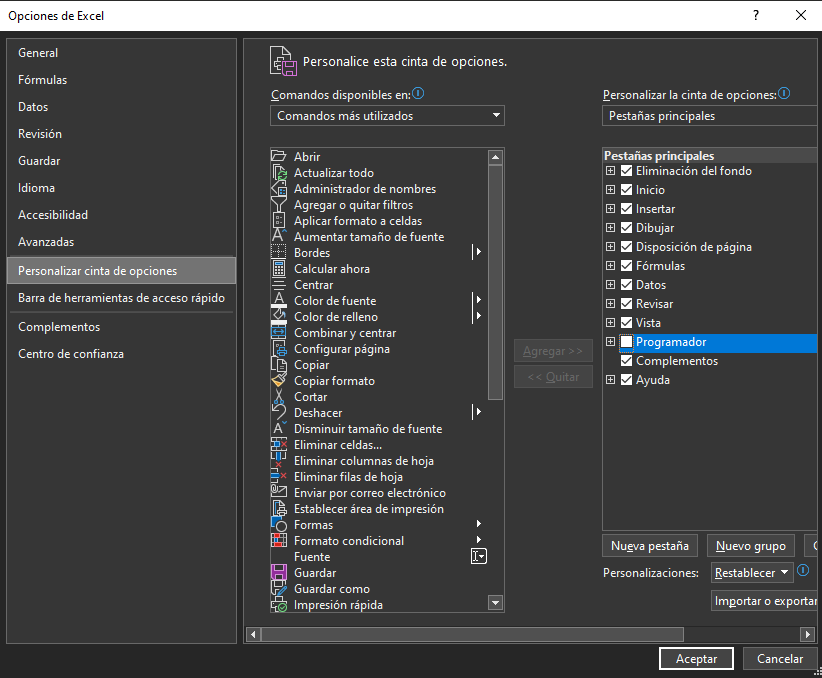 Opciones de Excel
?
General
Fórmulas
Datos
Revisión
Guardar
Idioma
Accesibilidad
Avanzadas
Personalizar cinta de opciones
Barra de herramientas de acceso rápido
Complementos
Centro de confianza
Personalice esta cinta de opciones.
Comandos disponibles en:
Comandos más utilizados
Abrir
Actualizar todo
Administrador de nombres
Agregar o quitar filtros
Aplicar formato a celdas
Aumentar tamaño de fuente
Bordes
Calcular ahora
Centrar
Color de fuente
Color de relleno
Combinar y centrar
Configurar página
Copiar
Copiar formato
Cortar
Deshacer
Disminuir tamaño de fuente
Eliminar celdas...
Eliminar columnas de hoja
Eliminar filas de hoja
Enviar por correo electrónico
Establecer área de impresión
Formas
Formato condicional
Fuente
Guardar
Guardar como
Impresión rápida
Agregar >>
<< Quitar
Personalizar la cinta de opciones:
Pestañas principales
Pestañas principales
Eliminación del fondo
Inicio
Insertar
Dibujar
Disposición de página
Fórmulas
Datos
Revisar
Vista
Programador
Complementos
Ayuda
Nueva pestaña
Nuevo grupo
Personalizaciones:
Restablecer
Importar o exportar
Aceptar
Cancelar